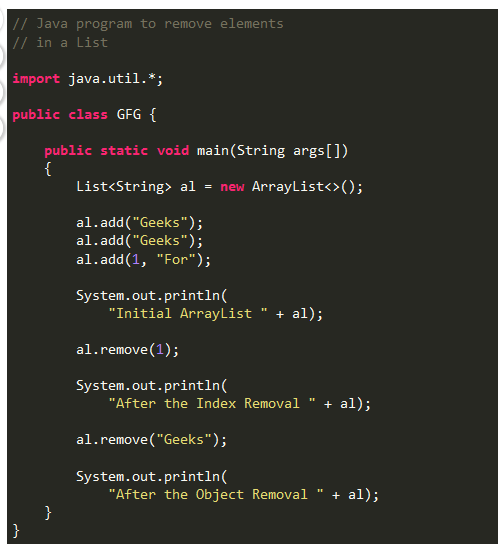 // Java program to remove elements
// in a List
import java.util.*;
public class GFG {
    public static void main(String args[])
    {
        List<String> al = new ArrayList<>();
        al.add("Geeks");
        al.add("Geeks");
        al.add(1, "For");
        System.out.println(
            "Initial ArrayList " + al);
        al.remove(1);
        System.out.println(
            "After the Index Removal " + al);
        al.remove("Geeks");
        System.out.println(
            "After the Object Removal " + al);
    }
}